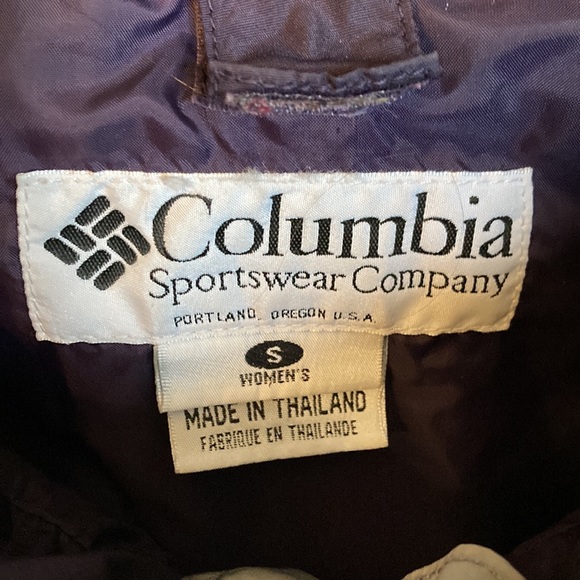 Columbia
Sportswear Company
PORTLAND, OREGON U.S.A.
S
WOMEN'S
MADE IN THAILAND
FABRIQUE EN THAILANDE